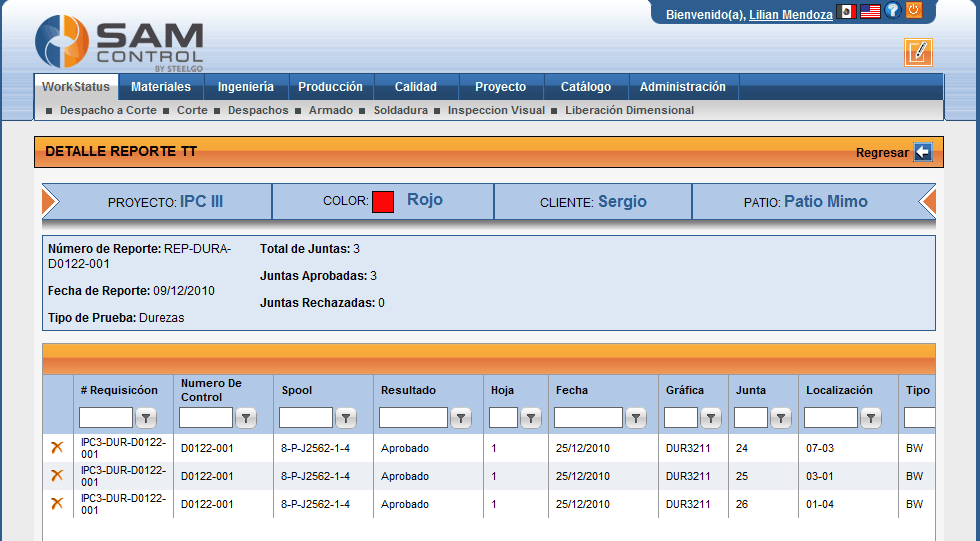 Bienvenido(a), Lilian Mendoza
SAM
CONTROL
BY STEELGO
WorkStatus Materiales Ingeniería Producción Calidad Proyecto Catálogo Administración
Despacho a Corte Corte Despachos Armado Soldadura Inspeccion Visual Liberación Dimensional
DETALLE REPORTE TT Regresar
PROYECTO: IPC III COLOR: Rojo CLIENTE: Sergio PATIO: Patio Mimo
Número de Reporte: REP-DURA-
D0122-001
Fecha de Reporte: 09/12/2010
Tipo de Prueba: Durezas
Total de Juntas: 3
Juntas Aprobadas: 3
Juntas Rechazadas: 0
# Requisicóon Numero De Control Spool Resultado Hoja Fecha Gráfica Junta Localización Tipo
IPC3-DUR-D0122-001 D0122-001 8-P-J2562-1-4 Aprobado 1 25/12/2010 DUR3211 24 07-03 BW
IPC3-DUR-D0122-001 D0122-001 8-P-J2562-1-4 Aprobado 1 25/12/2010 DUR3211 25 03-01 BW
IPC3-DUR-D0122-001 D0122-001 8-P-J2562-1-4 Aprobado 1 25/12/2010 DUR3211 26 01-04 BW